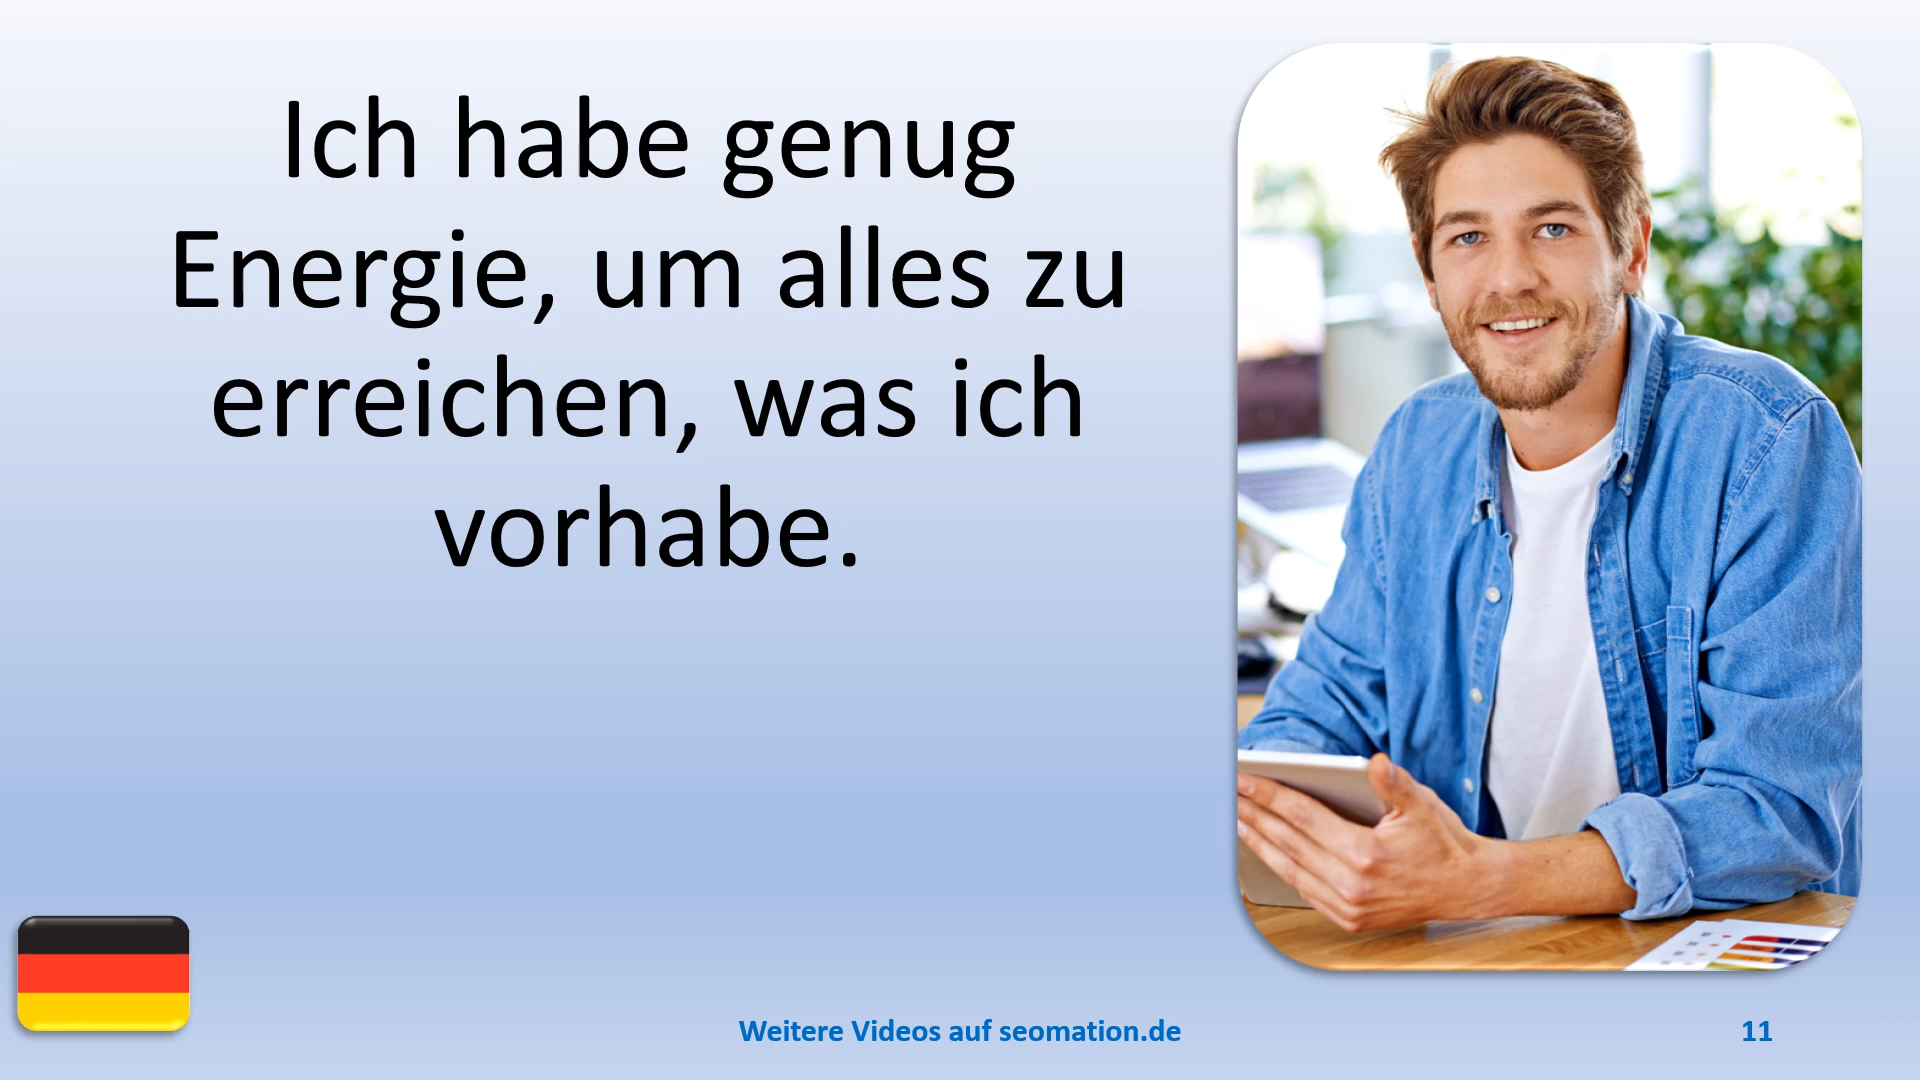 Ich habe genug
Energie, um alles zu
erreichen, was ich
vorhabe.
Weitere Videos auf seomation.de
11